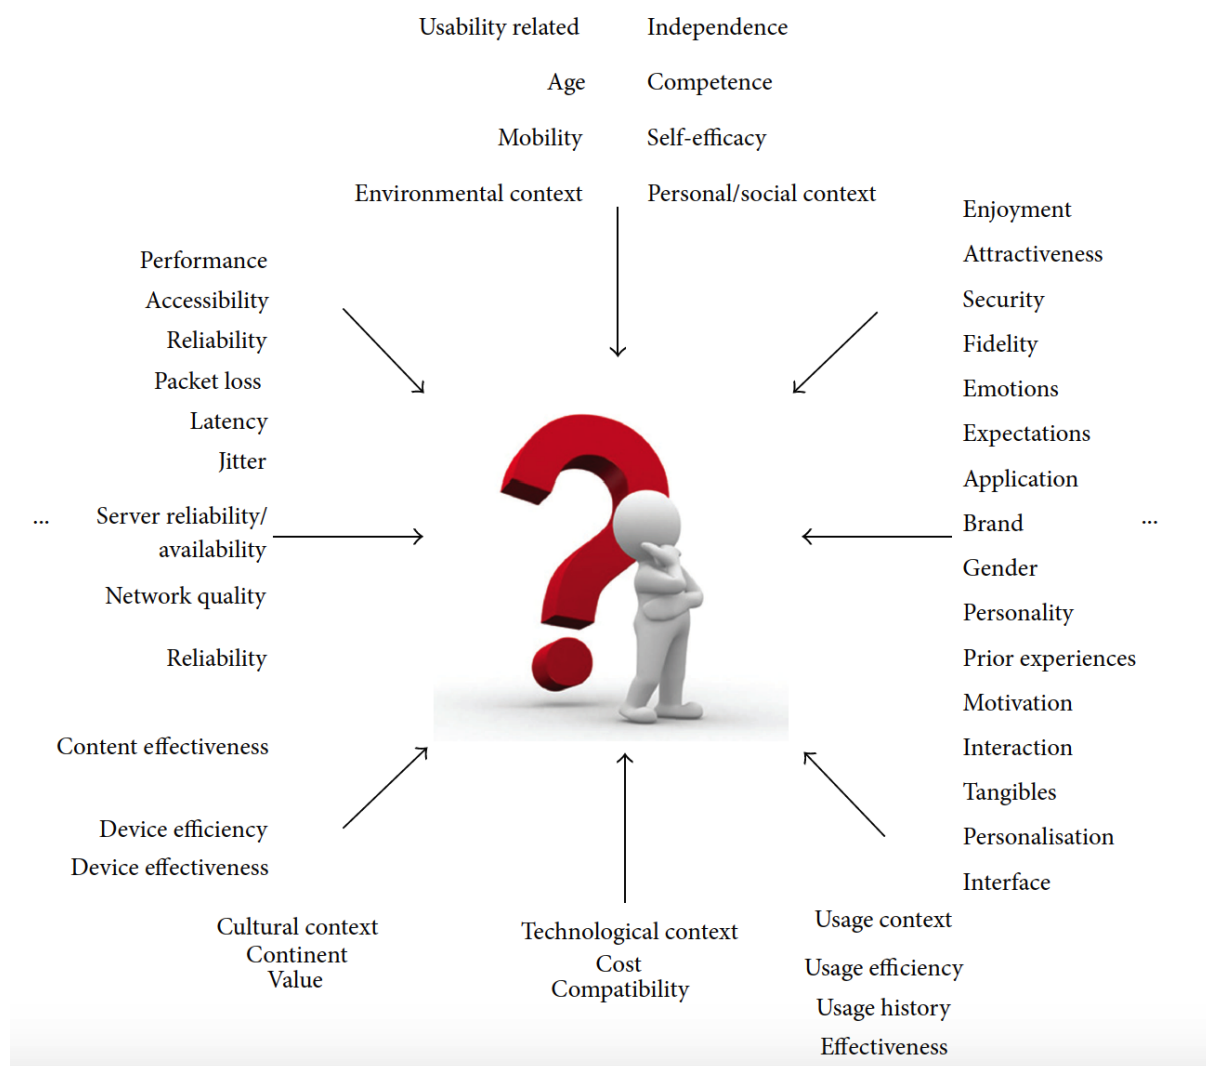 Usability related
Independence
Age
Competence
Mobility
Self-efficacy
Environmental context
Personal/social context
Performance
Accessibility
Reliability
Packet loss
Latency
Jitter
...
Server reliability/
availability
Network quality
Reliability
Content effectiveness
Device efficiency
Device effectiveness
Enjoyment
Attractiveness
Security
Fidelity
Emotions
Expectations
Application
Brand
...
Gender
Personality
Prior experiences
Motivation
Interaction
Tangibles
Personalisation
Interface
Cultural context
Continent
Value
Technological context
Cost
Compatibility
Usage context
Usage efficiency
Usage history
Effectiveness